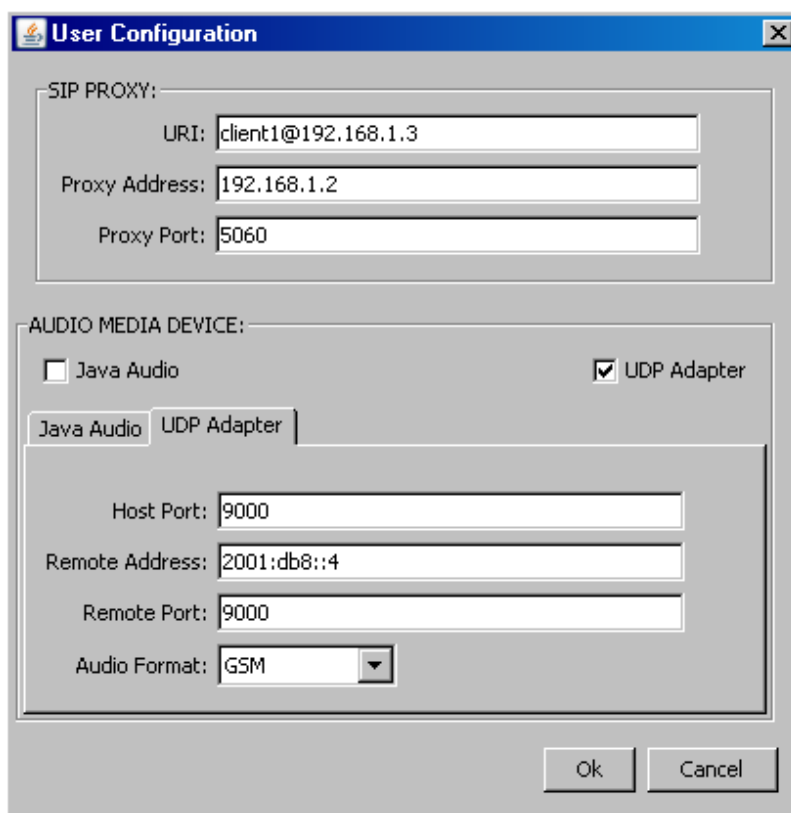 User Configuration
SIP PROXY:
URI: client1@192.168.1.3
Proxy Address: 192.168.1.2
Proxy Port: 5060
AUDIO MEDIA DEVICE:
Java Audio UDP Adapter
Java Audio UDP Adapter
Host Port: 9000
Remote Address: 2001:db8::4
Remote Port: 9000
Audio Format: GSM
Ok Cancel